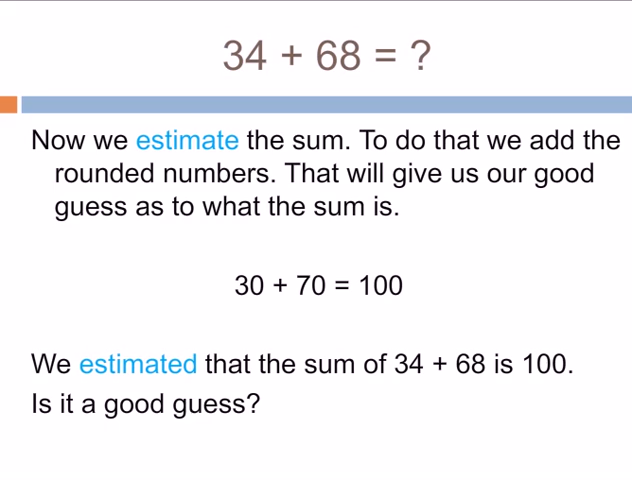 34 + 68 = ?
Now we estimate the sum. To do that we add the
rounded numbers. That will give us our good
guess as to what the sum is.
30 + 70 = 100
We estimated that the sum of 34 + 68 is 100.
Is it a good guess?